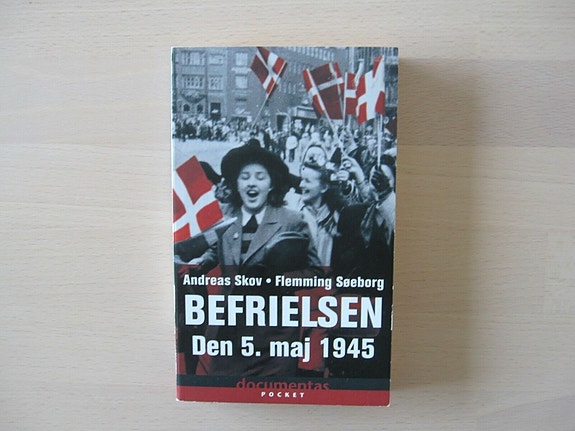 Andreas Skov • Flemming Søeborg
BEFRIELSEN
Den 5. maj 1945
documentas
POCKET